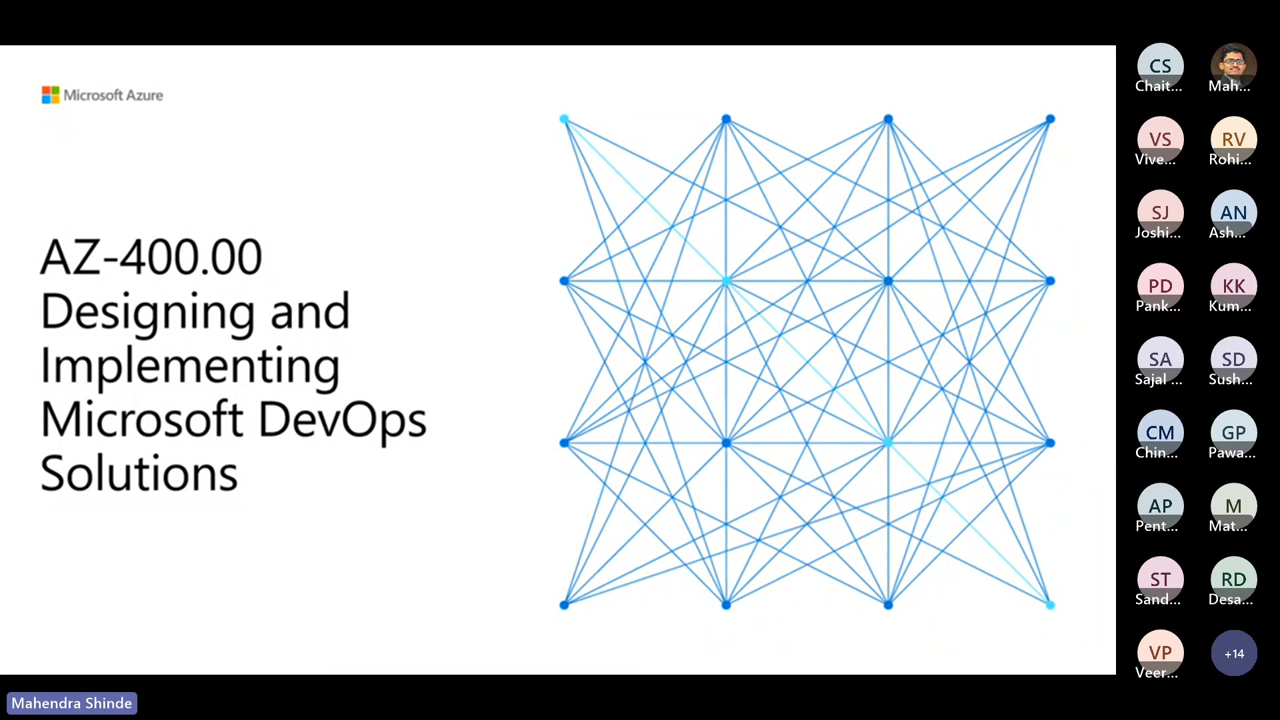 Microsoft Azure
AZ-400.00
Designing and
Implementing
Microsoft DevOps
Solutions
CS
Chait...
Mah...
VS
Vive...
RV
Rohi...
SJ
Joshi...
AN
Ash...
PD
Pank...
KK
Kum...
SA
Sajal ...
SD
Sush...
CM
Chin...
GP
Pawa...
AP
Pent...
M
Mat...
ST
Sand...
RD
Desa...
VP
Veer...
+14
Mahendra Shinde